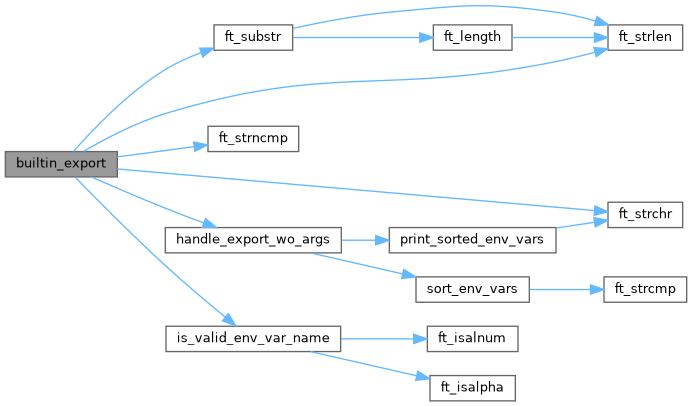 ft_substr
ft_length
ft_strlen
ft_strncmp
builtin_export
ft_strchr
handle_export_wo_args
print_sorted_env_vars
sort_env_vars
ft_strcmp
is_valid_env_var_name
ft_isalnum
ft_isalpha